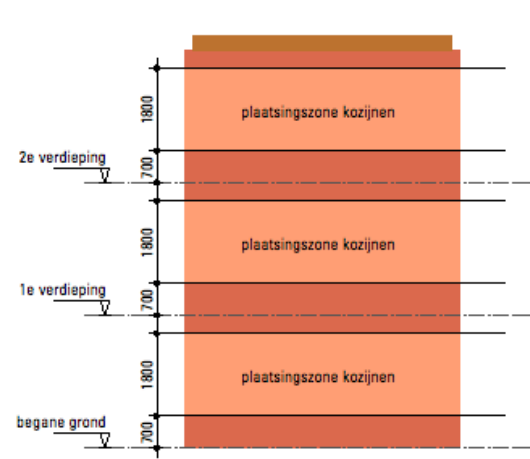 1800
plaatsingszone kozijnen
2e verdieping
700
1800
plaatsingszone kozijnen
1e verdieping
700
1800
plaatsingszone kozijnen
begane grond
700